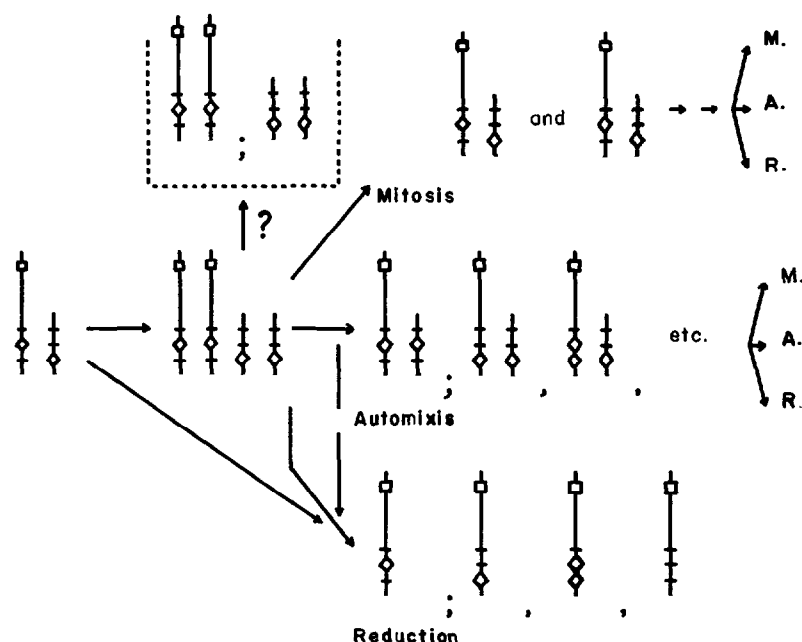 M.
and
A.
;
R.
Mitosis
?
M.
etc.
A.
; , ,
R.
Automixis
; , ,
Reduction